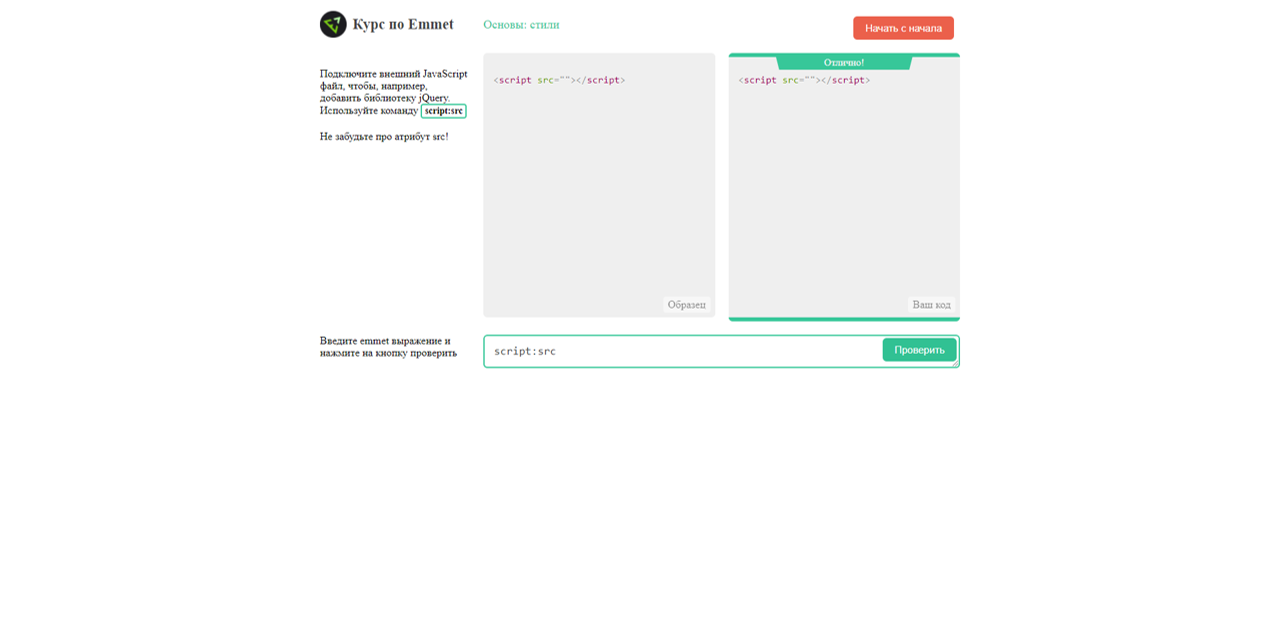 Курс по Emmet
Основы: стили
Начать с начала
Подключите внешний JavaScript
файл, чтобы, например,
добавить библиотеку jQuery.
Используйте команду script:src
Не забудьте про атрибут src!
<script src=""></script>
Образец
Отлично!
<script src=""></script>
Ваш код
Введите emmet выражение и
нажмите на кнопку проверить
script:src
Проверить